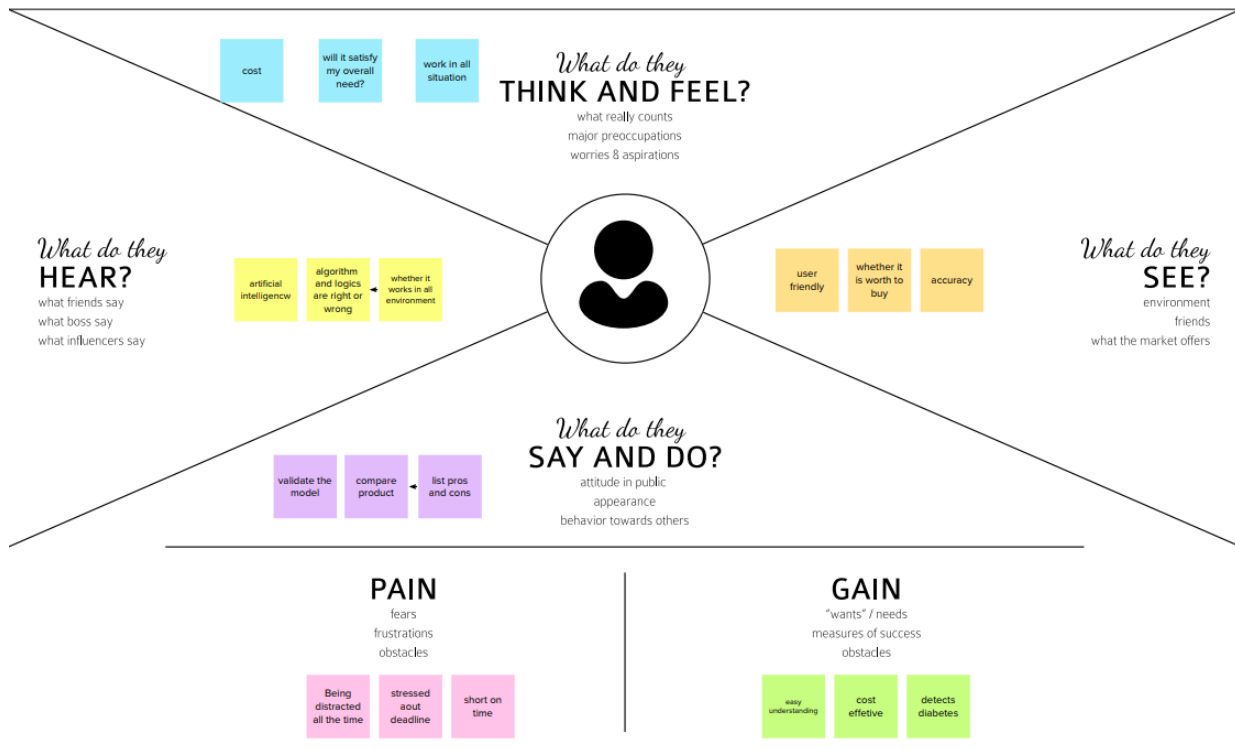 cost
will it satisfy
my overall
need?
work in all
situation
What do they
THINK AND FEEL?
what really counts
major preoccupations
worries & aspirations
What do they
HEAR?
what friends say
what boss say
what influencers say
artificial
intelligencw
algorithm
and logics
are right or
wrong
whether it
works in all
environment
user
friendly
whether it
is worth to
buy
accuracy
What do they
SEE?
environment
friends
what the market offers
What do they
SAY AND DO?
attitude in public
appearance
behavior towards others
validate the
model
compare
product
list pros
and cons
PAIN
fears
frustrations
obstacles
Being
distracted
all the time
stressed
aout
deadline
short on
time
GAIN
"wants" / needs
measures of success
obstacles
easy
understanding
cost
effetive
detects
diabetes